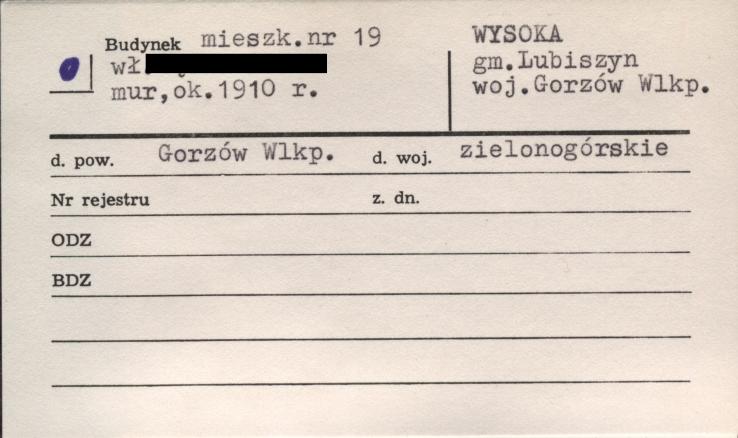 Budynek mieszk.nr 19
wł.
mur,ok.1910 r.
WYSOKA
gm.Lubiszyn
woj.Gorzów Wlkp.
d. pow. Gorzów Wlkp. d. woj. zielonogórskie
Nr rejestru z. dn.
ODZ
BDZ